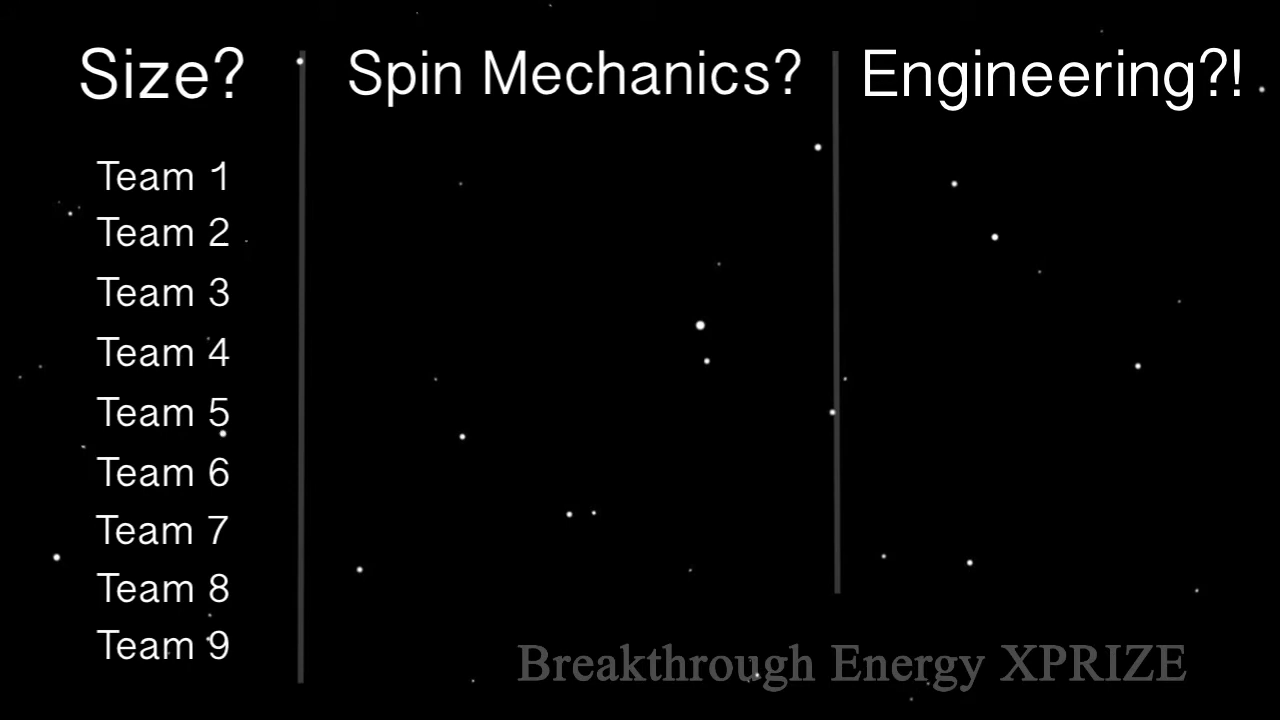 Size?
Spin Mechanics?
Engineering?!
Team 1
Team 2
Team 3
Team 4
Team 5
Team 6
Team 7
Team 8
Team 9
Breakthrough Energy XPRIZE